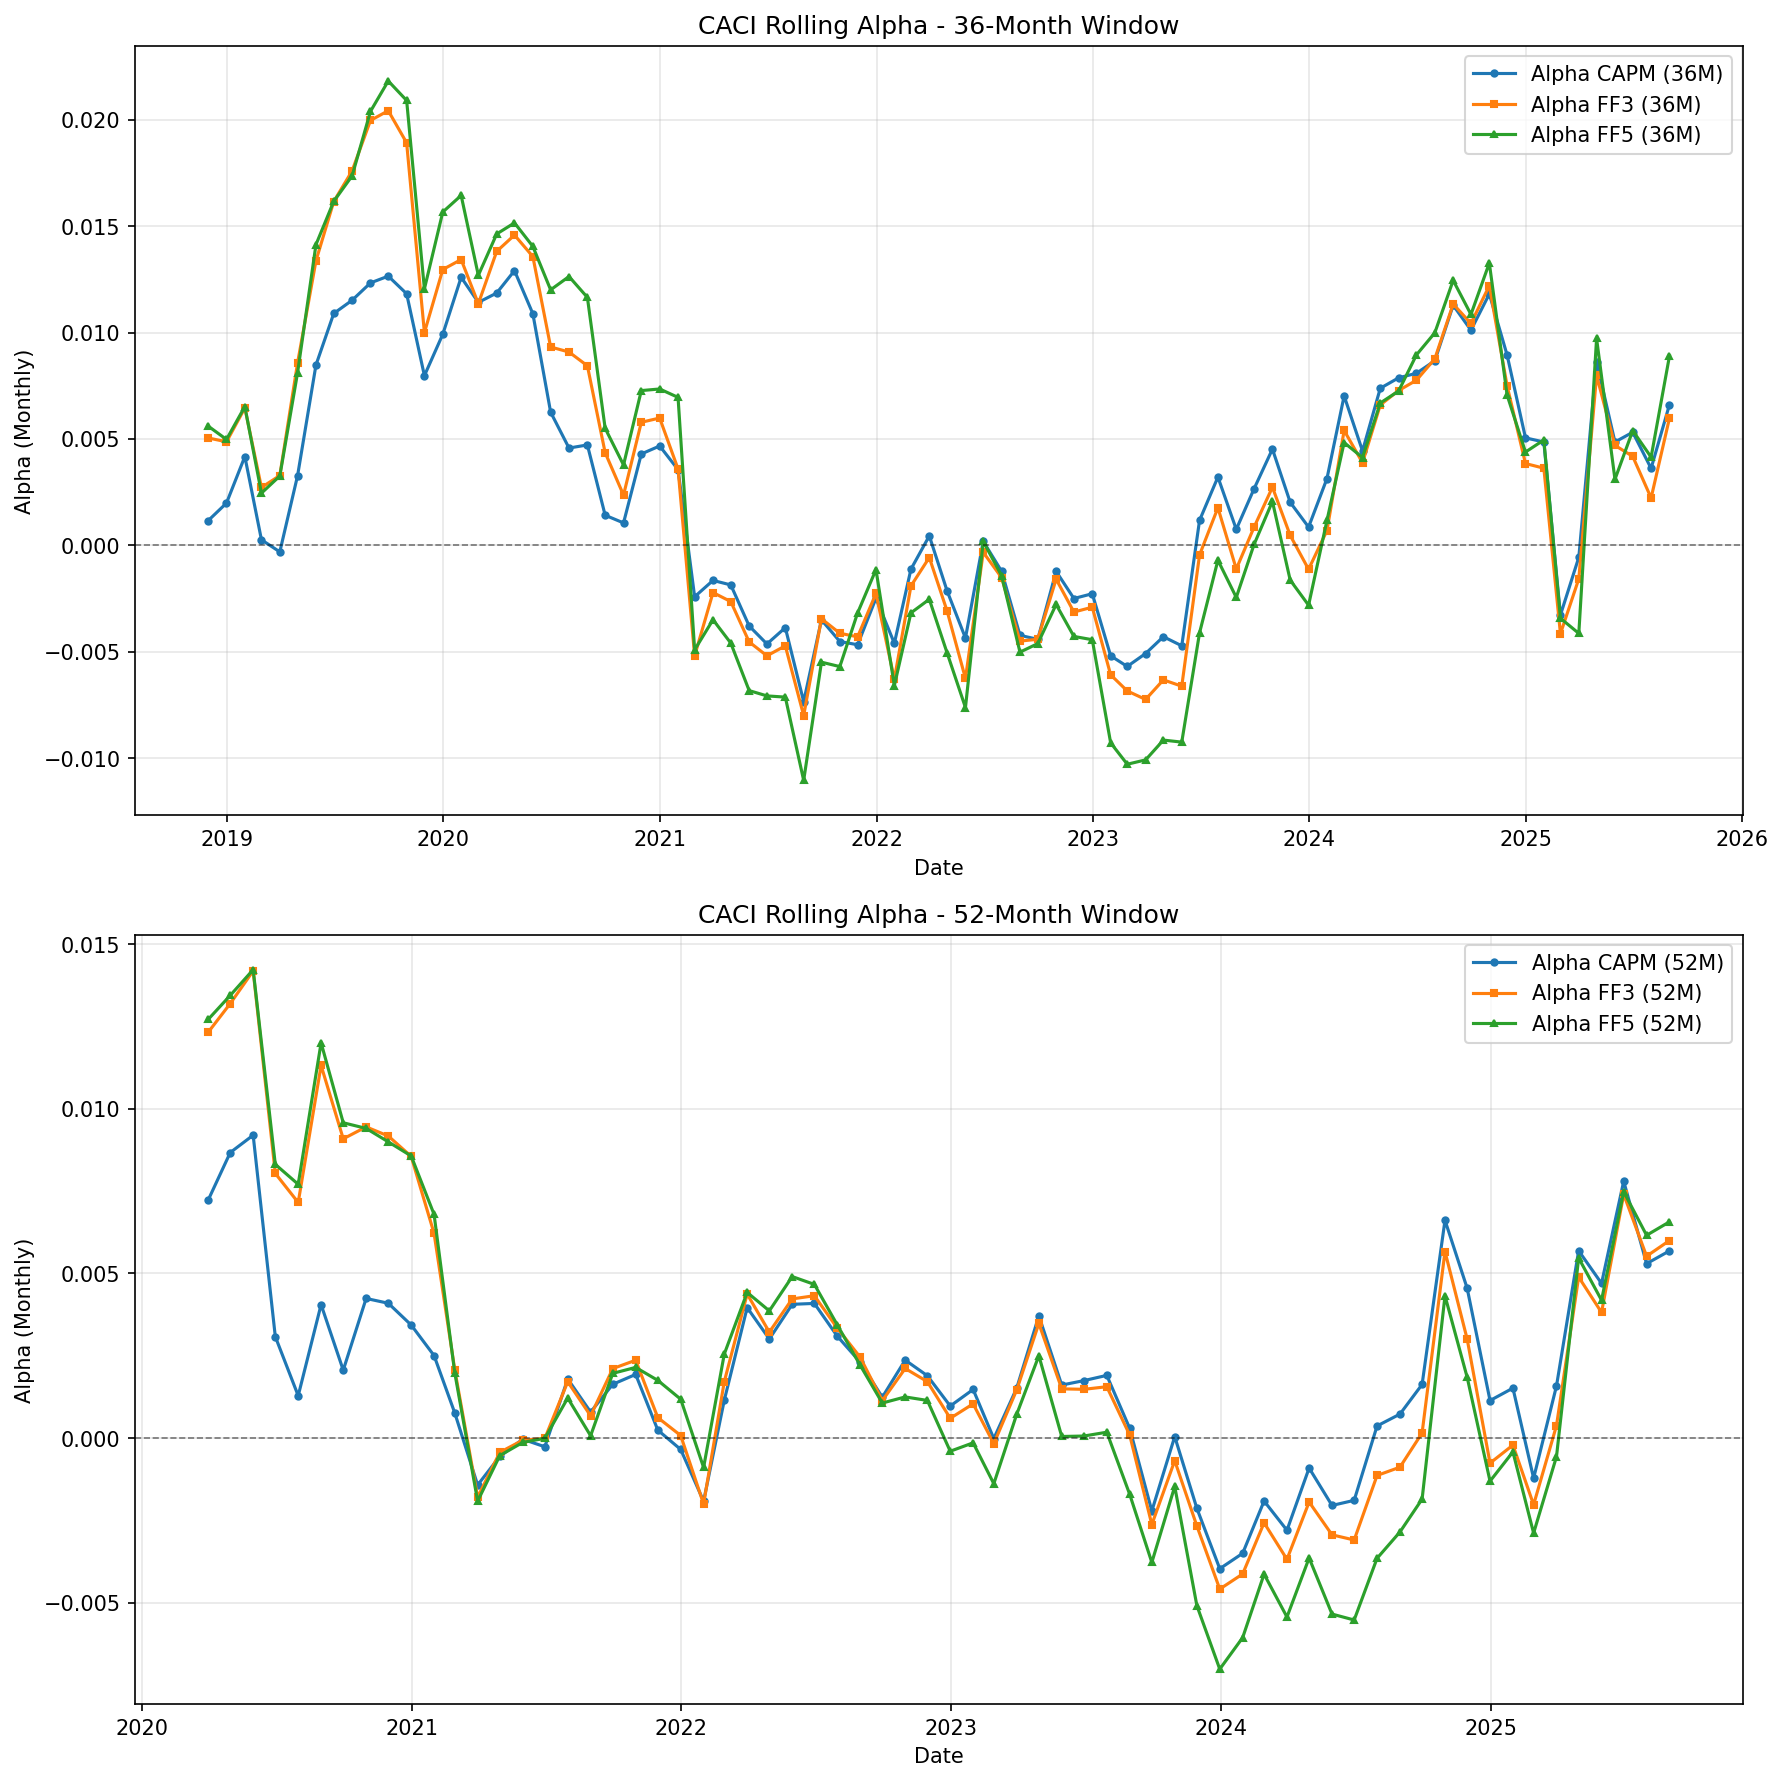 CACI Rolling Alpha - 36-Month Window
Alpha CAPM (36M)
Alpha FF3 (36M)
Alpha FF5 (36M)
Alpha (Monthly)
0.020
0.015
0.010
0.005
0.000
−0.005
−0.010
2019 2020 2021 2022 2023 2024 2025 2026
Date
CACI Rolling Alpha - 52-Month Window
Alpha CAPM (52M)
Alpha FF3 (52M)
Alpha FF5 (52M)
Alpha (Monthly)
0.015
0.010
0.005
0.000
−0.005
2020 2021 2022 2023 2024 2025
Date